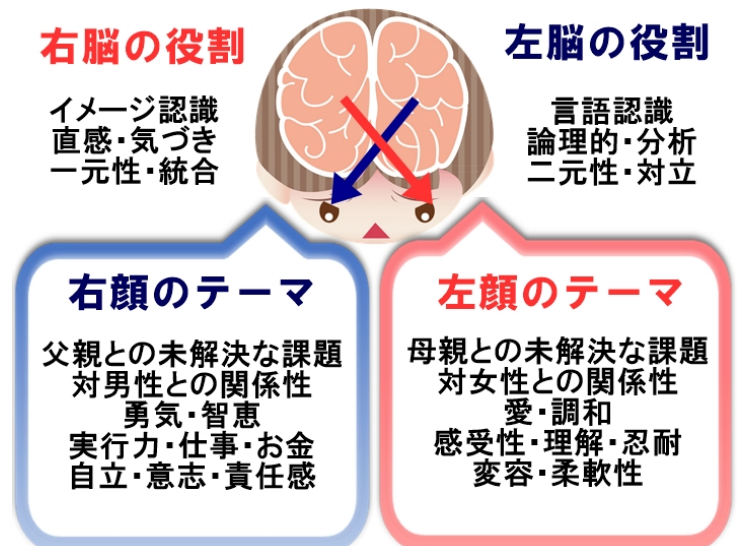 右脳の役割
イメージ認識
直感・気づき
一元性・統合
左脳の役割
言語認識
論理的・分析
二元性・対立
右顔のテーマ
父親との未解決な課題
対男性との関係性
勇気・智恵
実行力・仕事・お金
自立・意志・責任感
左顔のテーマ
母親との未解決な課題
対女性との関係性
愛・調和
感受性・理解・忍耐
変容・柔軟性